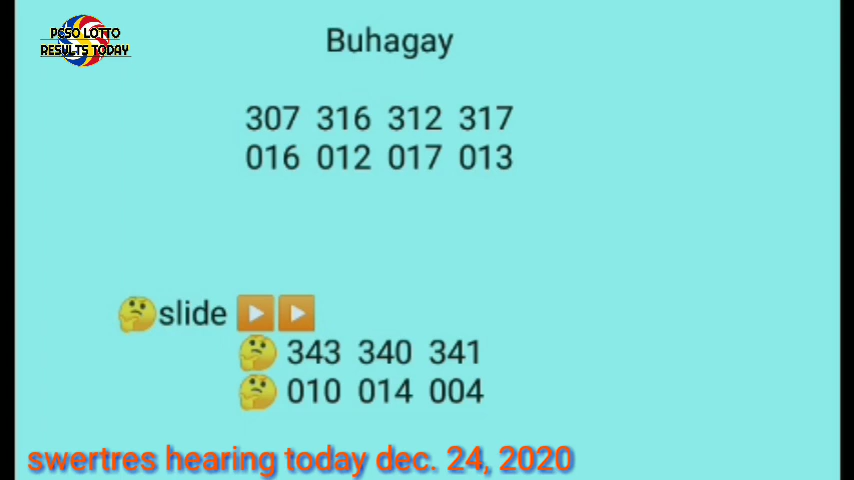 PCSO LOTTO
RESULTS TODAY
Buhagay
307 316 312 317
016 012 017 013
🤔slide ▶️▶️
🤔 343 340 341
🤔 010 014 004
swertres hearing today dec. 24, 2020